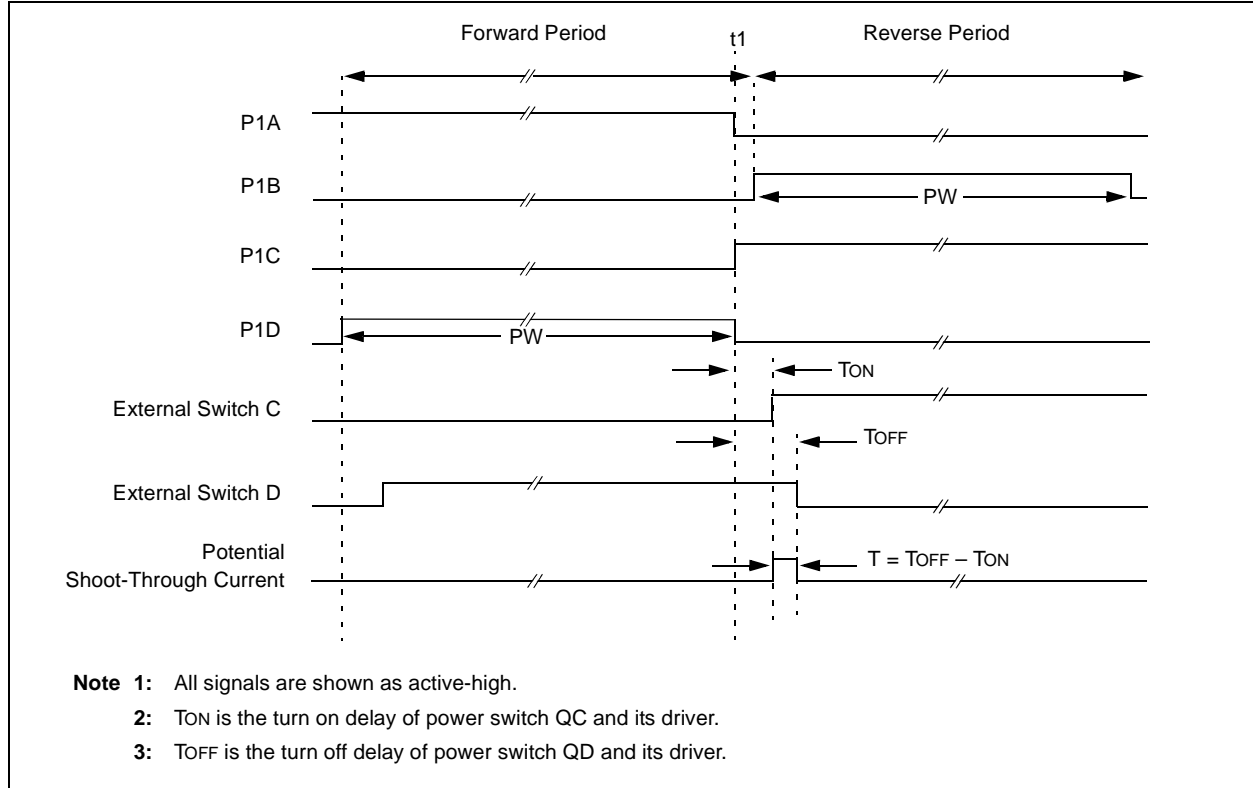 Forward Period
t1
Reverse Period
P1A
P1B
PW
P1C
P1D
PW
TON
External Switch C
TOFF
External Switch D
Potential
Shoot-Through Current
T = TOFF – TON
Note 1: All signals are shown as active-high.
2: TON is the turn on delay of power switch QC and its driver.
3: TOFF is the turn off delay of power switch QD and its driver.